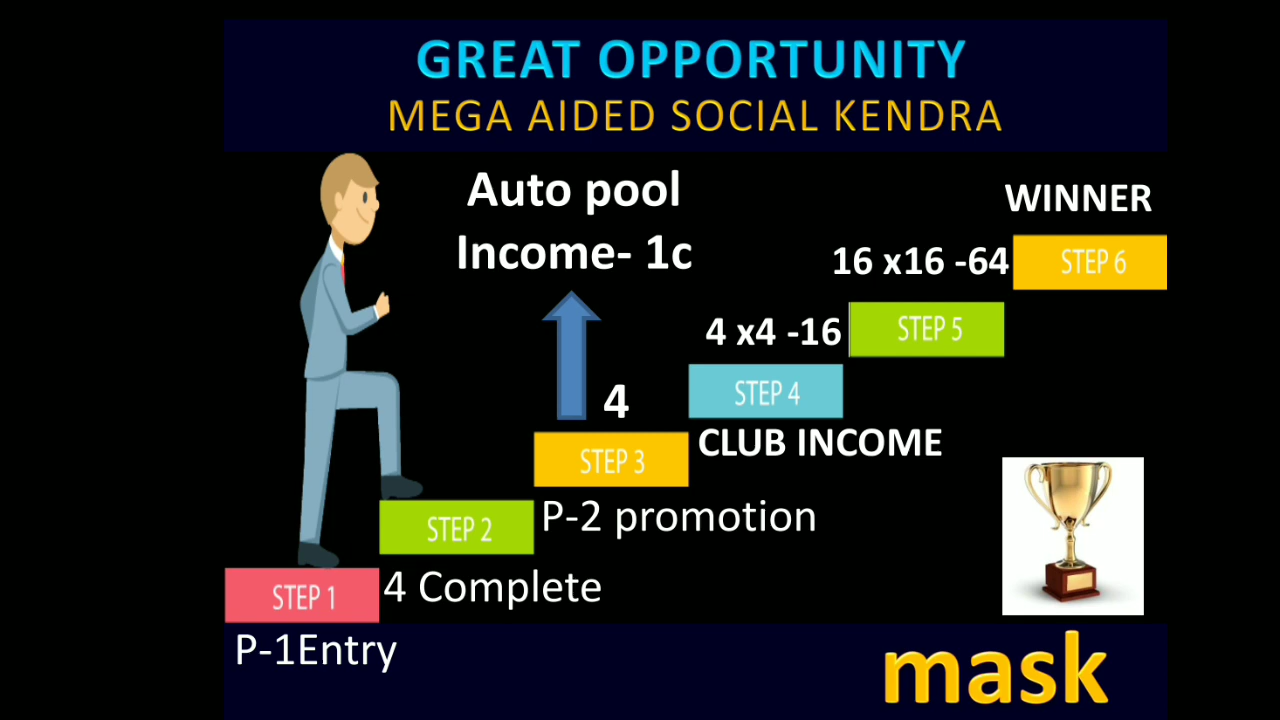 GREAT OPPORTUNITY
MEGA AIDED SOCIAL KENDRA
Auto pool
Income- 1c
WINNER
16 x16 -64
STEP 6
4 x4 -16
STEP 5
4
STEP 4
CLUB INCOME
STEP 3
P-2 promotion
STEP 2
4 Complete
STEP 1
P-1Entry
mask